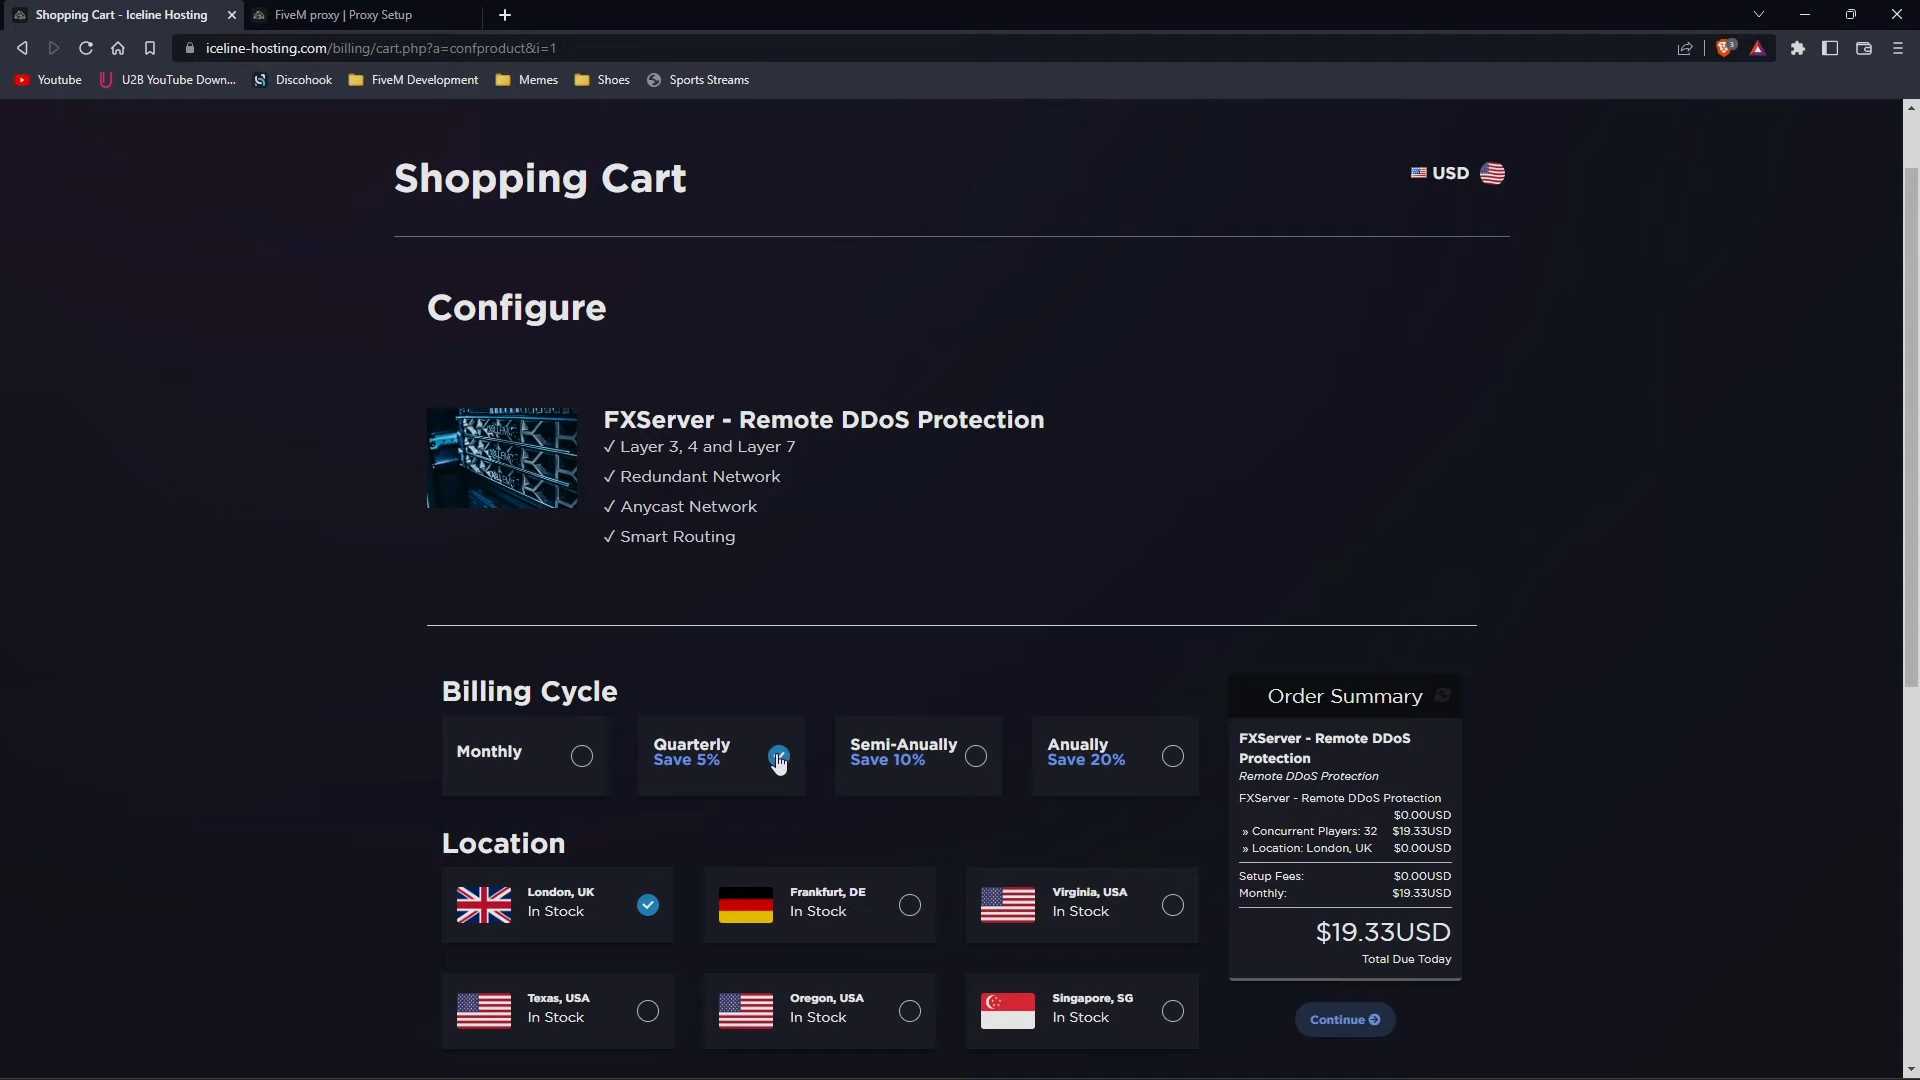 Shopping Cart - Iceline Hosting
FiveM proxy | Proxy Setup
iceline-hosting.com/billing/cart.php?a=confproduct&i=1
3
Youtube
U2B YouTube Down...
Discohook
FiveM Development
Memes
Shoes
Sports Streams
Shopping Cart
USD
Configure
FXServer - Remote DDoS Protection
✓ Layer 3, 4 and Layer 7
✓ Redundant Network
✓ Anycast Network
✓ Smart Routing
Billing Cycle
Monthly
Quarterly
Save 5%
Semi-Anually
Save 10%
Anually
Save 20%
Location
London, UK
In Stock
Frankfurt, DE
In Stock
Virginia, USA
In Stock
Texas, USA
In Stock
Oregon, USA
In Stock
Singapore, SG
In Stock
Order Summary
FXServer - Remote DDoS
Protection
Remote DDoS Protection
FXServer - Remote DDoS Protection
$0.00USD
» Concurrent Players: 32 $19.33USD
» Location: London, UK $0.00USD
Setup Fees: $0.00USD
Monthly: $19.33USD
$19.33USD
Total Due Today
Continue